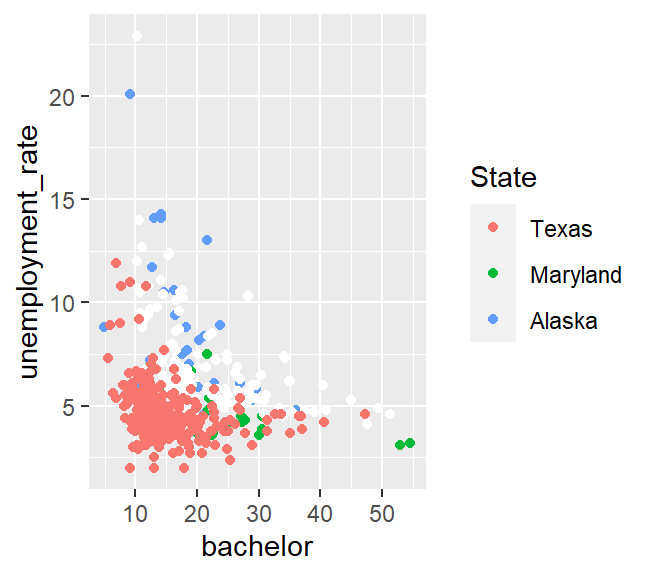 unemployment_rate
20
15
10
5
10 20 30 40 50
bachelor
State
Texas
Maryland
Alaska